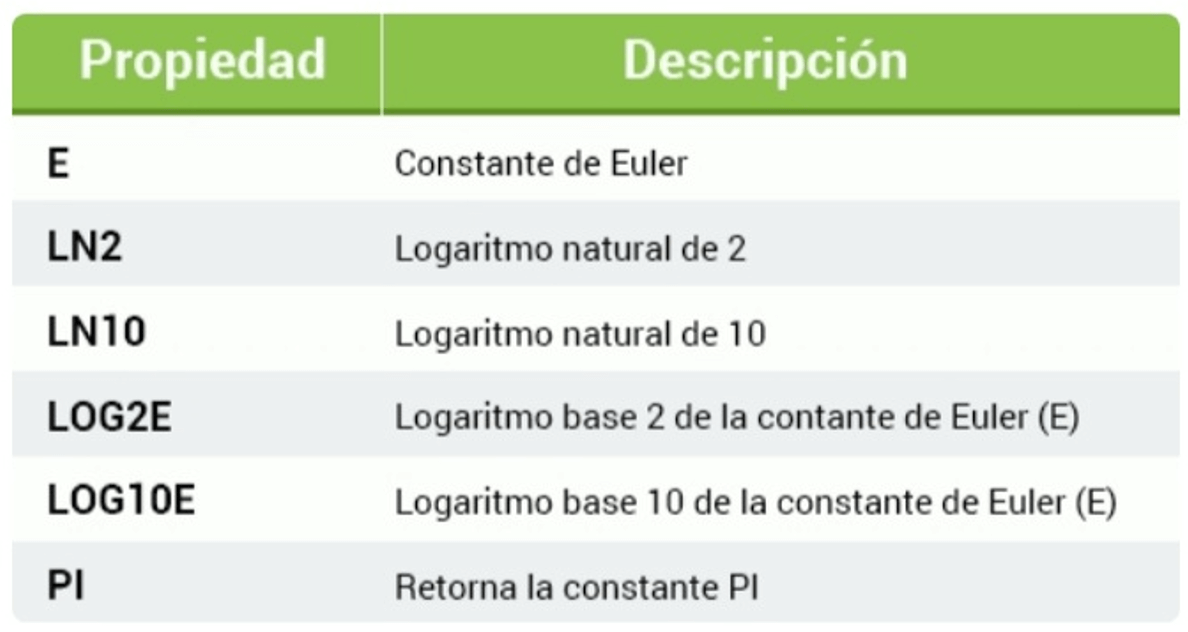 Propiedad Descripción
E Constante de Euler
LN2 Logaritmo natural de 2
LN10 Logaritmo natural de 10
LOG2E Logaritmo base 2 de la contante de Euler (E)
LOG10E Logaritmo base 10 de la constante de Euler (E)
PI Retorna la constante PI